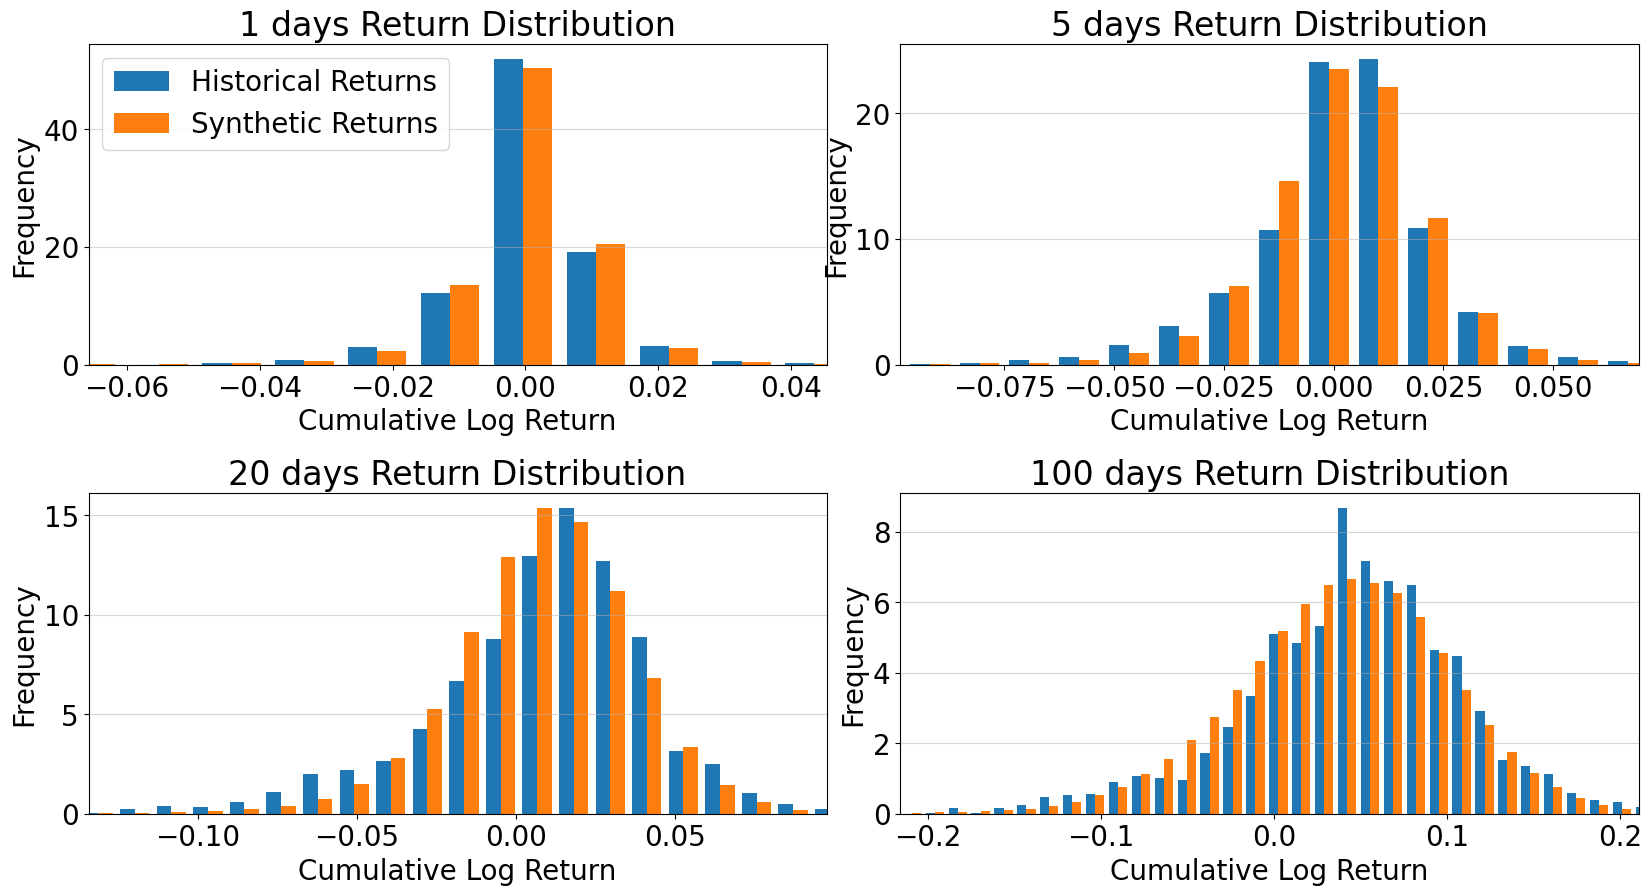 1 days Return Distribution
Historical Returns
Synthetic Returns
Frequency
40
20
0
−0.06 −0.04 −0.02 0.00 0.02 0.04
Cumulative Log Return
5 days Return Distribution
Frequency
20
10
0
−0.075 −0.050 −0.025 0.000 0.025 0.050
Cumulative Log Return
20 days Return Distribution
Frequency
15
10
5
0
−0.10 −0.05 0.00 0.05
Cumulative Log Return
100 days Return Distribution
Frequency
8
6
4
2
0
−0.2 −0.1 0.0 0.1 0.2
Cumulative Log Return